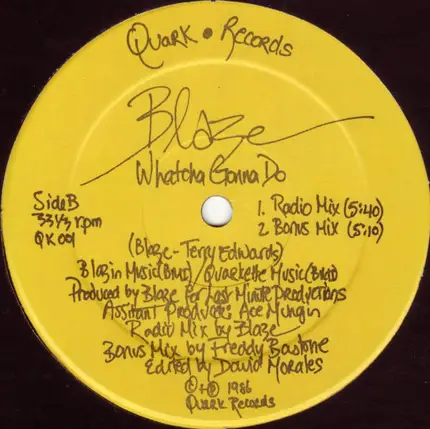 Quark • Records
Blaze
Whatcha Gonna Do
Side B
33 1/3 rpm
QK 001
1. Radio Mix (5:40)
2 Bonus Mix (5:10)
(Blaze - Terry Edwards)
Blazin Music (BMI) / Quarkette Music (BMI)
Produced by Blaze for Last Minute Productions
Assitant Producer: Ace Mungin
Radio Mix by Blaze
Bonus Mix by Freddy Bastone
Edited by David Morales
©+℗ 1986
Quark Records